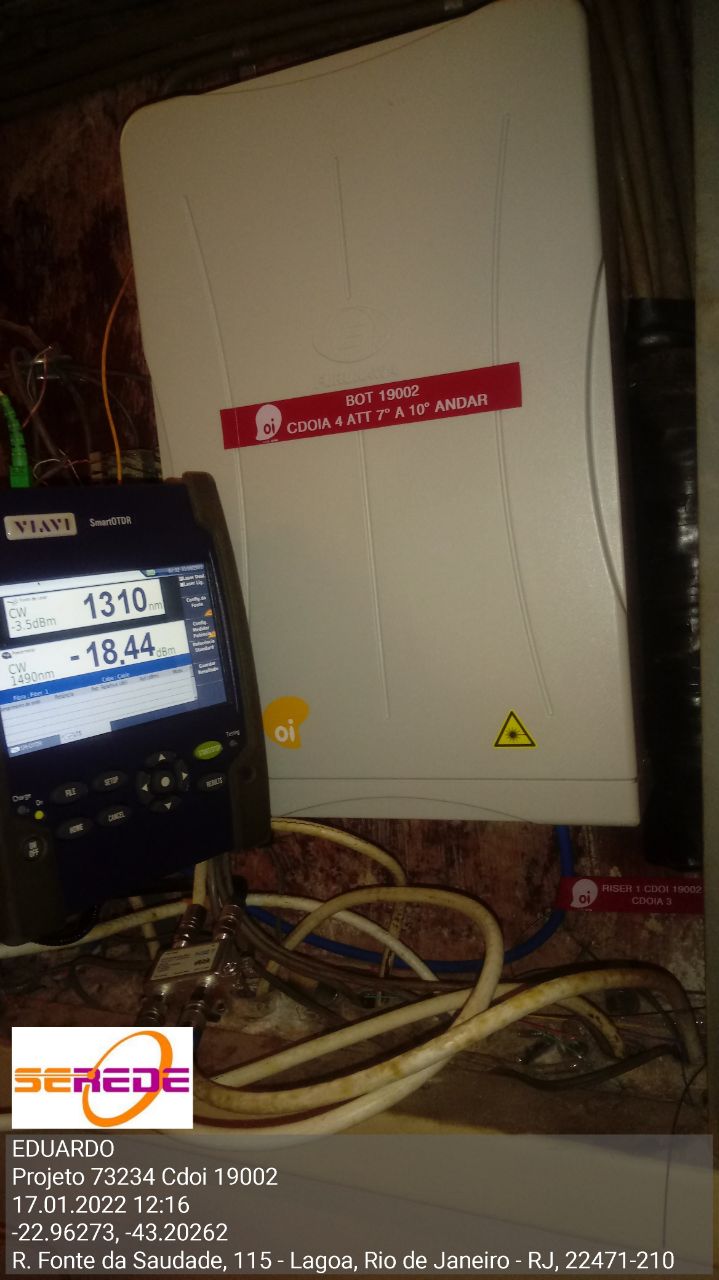 BOT 19002
oi
CDOIA 4 ATT 7° A 10° ANDAR
VIAVI
SmartOTDR
CW
1310 nm
-3.5dBm
-18.44 dBm
CW
1490nm
oi
Testing
START/STOP
Charge
On
FILE
SETUP
RESULTS
HOME
CANCEL
ON
OFF
oi
RISER 1 CDOI 19002
CDOIA 3
SEREDE
EDUARDO
Projeto 73234 Cdoi 19002
17.01.2022 12:16
-22.96273, -43.20262
R. Fonte da Saudade, 115 - Lagoa, Rio de Janeiro - RJ, 22471-210